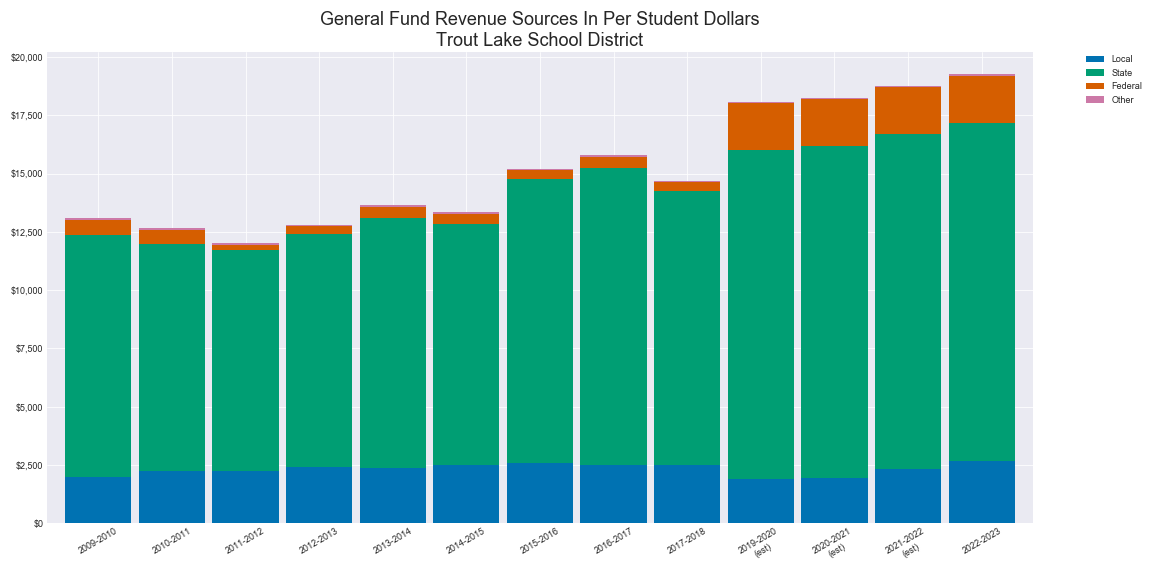 General Fund Revenue Sources In Per Student Dollars
Trout Lake School District
$20,000
$17,500
$15,000
$12,500
$10,000
$7,500
$5,000
$2,500
$0
Local
State
Federal
Other
2009-2010
2010-2011
2011-2012
2012-2013
2013-2014
2014-2015
2015-2016
2016-2017
2017-2018
2019-2020
(est)
2020-2021
(est)
2021-2022
(est)
2022-2023